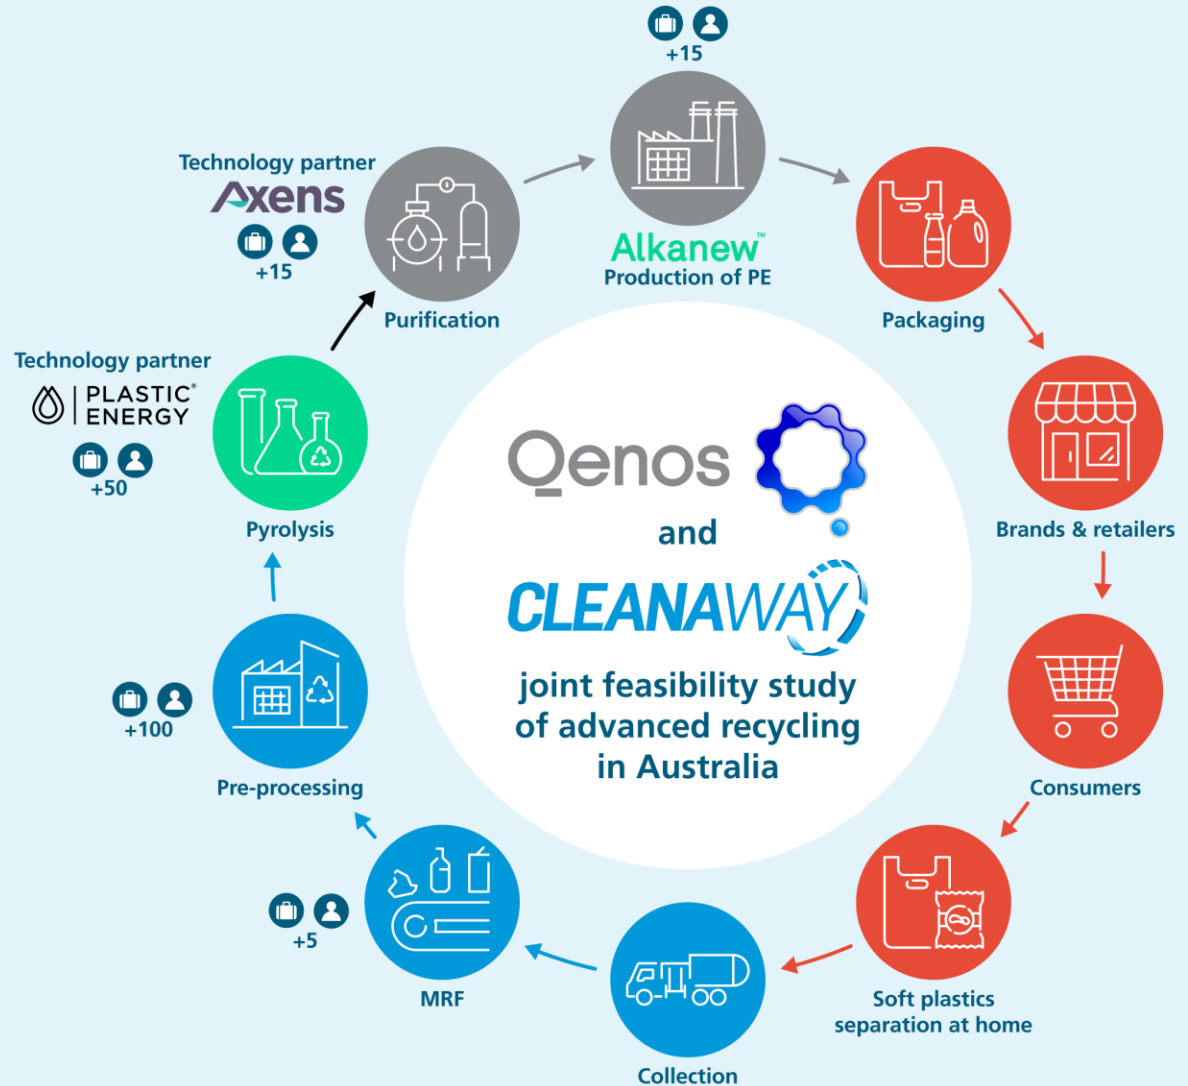 +15
Alkanew™
Production of PE
Packaging
Brands & retailers
Consumers
Soft plastics
separation at home
Collection
MRF
+5
Pre-processing
+100
Pyrolysis
Technology partner
PLASTIC®
ENERGY
+50
Purification
Technology partner
Axens
+15
Qenos
and
CLEANAWAY
joint feasibility study
of advanced recycling
in Australia